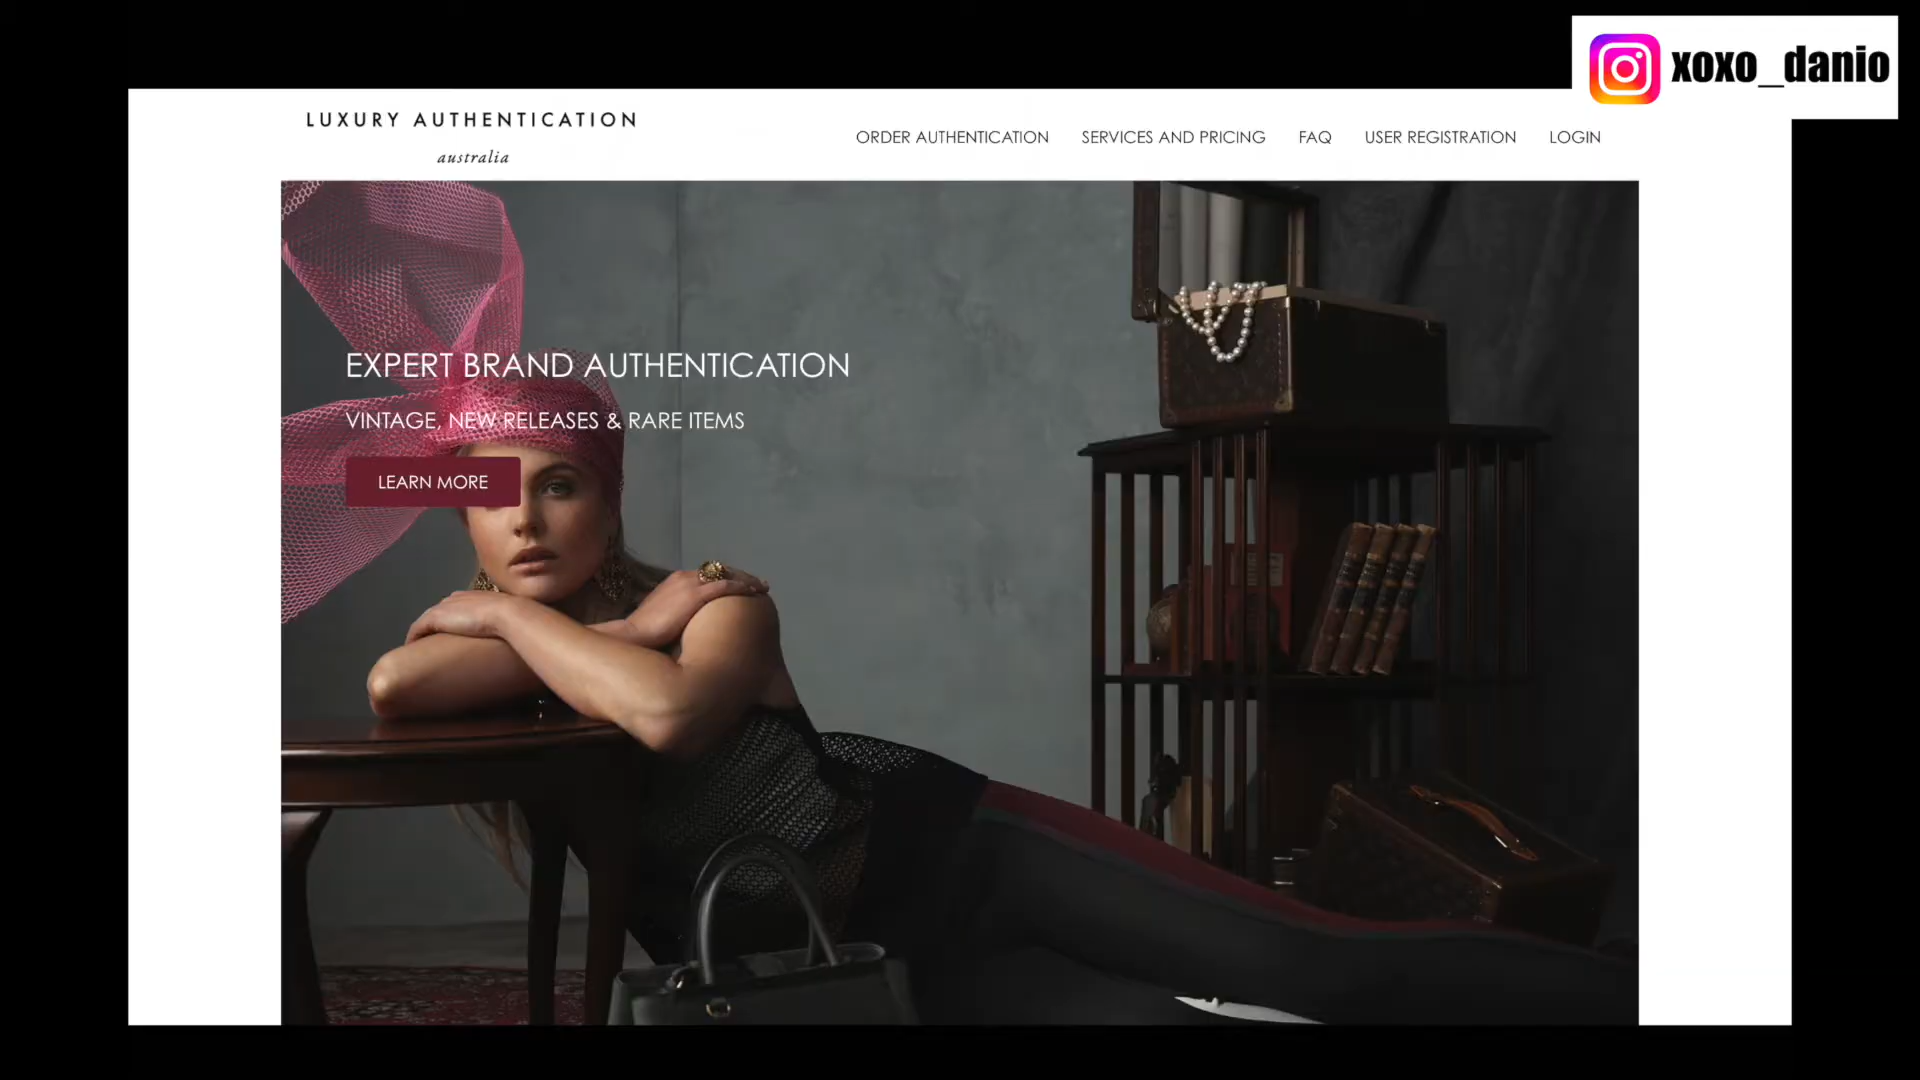 xoxo_danio
LUXURY AUTHENTICATION
australia
ORDER AUTHENTICATION SERVICES AND PRICING FAQ USER REGISTRATION LOGIN
EXPERT BRAND AUTHENTICATION
VINTAGE, NEW RELEASES & RARE ITEMS
LEARN MORE